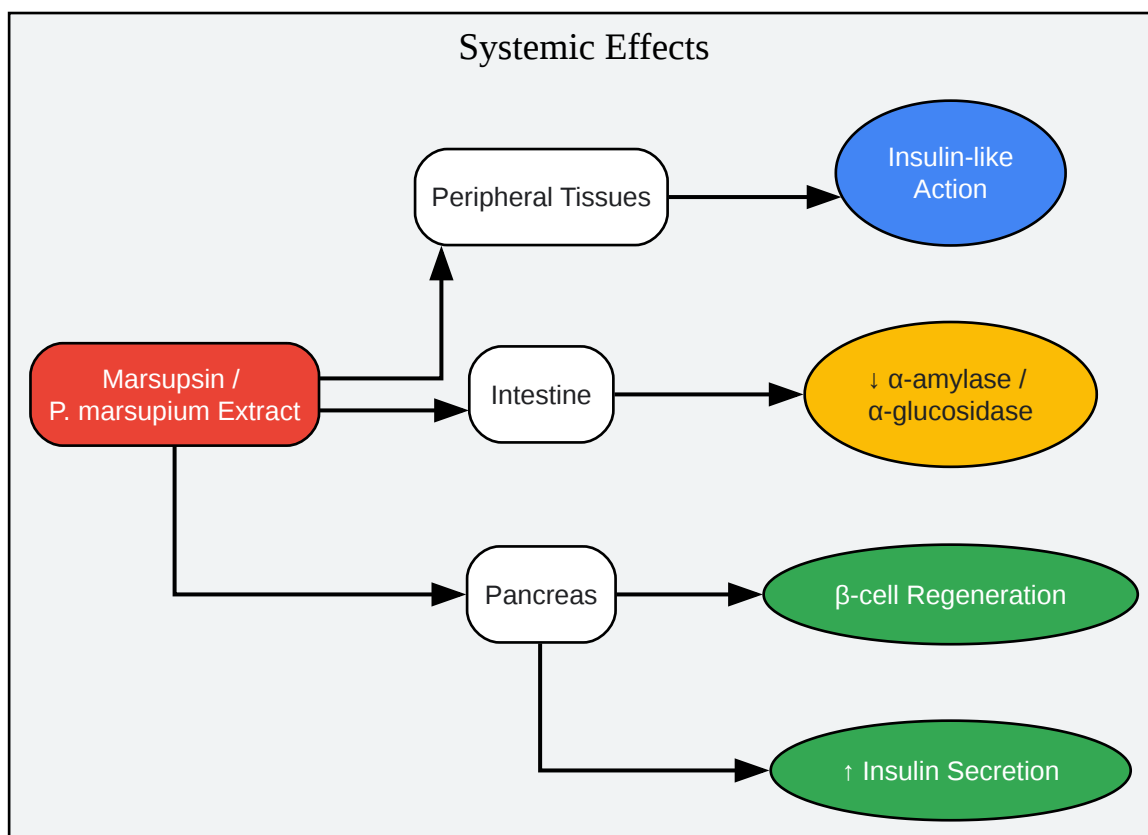 Systemic Effects
Insulin-like
Action
Peripheral Tissues
Marsupsin /
P. marsupium Extract
Intestine
↓ α-amylase /
α-glucosidase
Pancreas
β-cell Regeneration
↑ Insulin Secretion